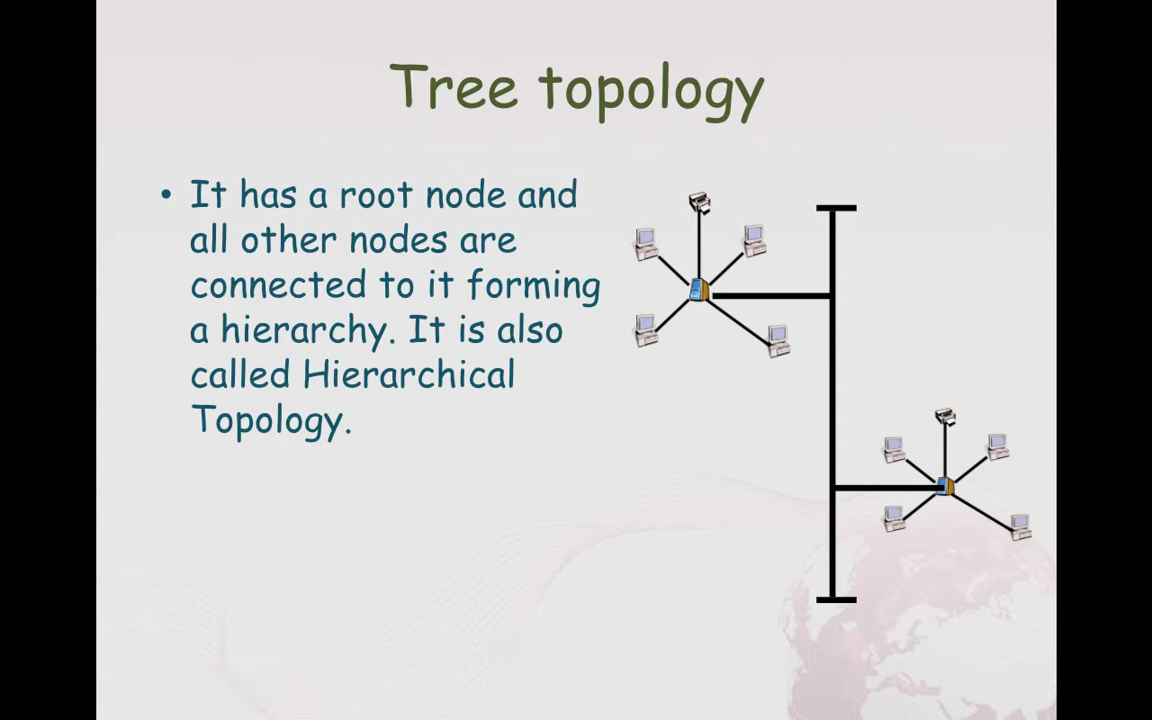 Tree topology
• It has a root node and
all other nodes are
connected to it forming
a hierarchy. It is also
called Hierarchical
Topology.